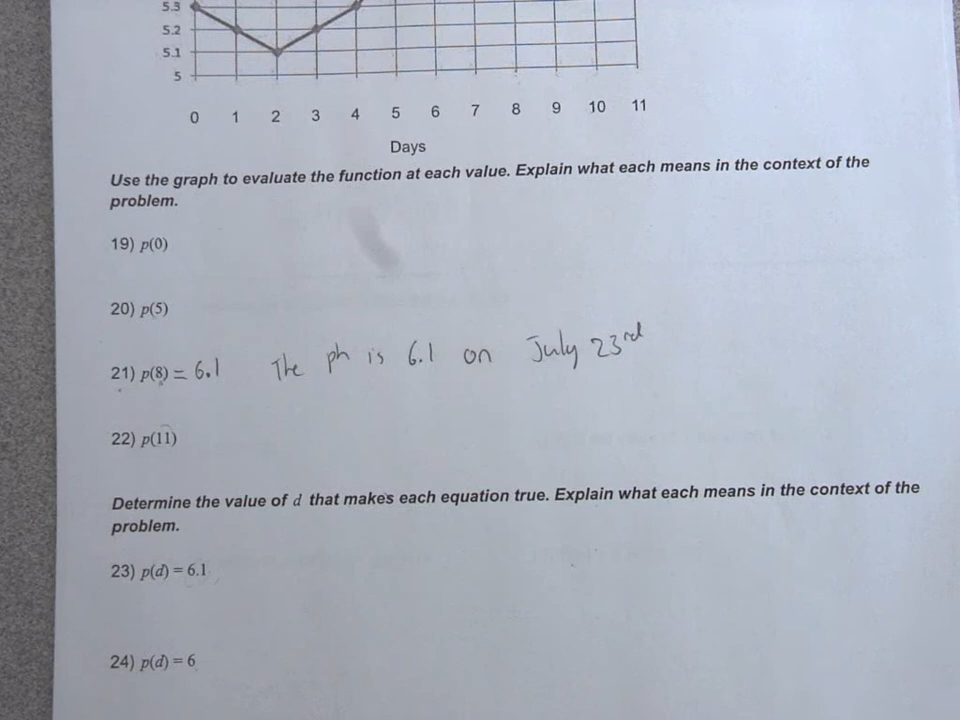 5.3
5.2
5.1
5
0 1 2 3 4 5 6 7 8 9 10 11
Days
Use the graph to evaluate the function at each value. Explain what each means in the context of the
problem.
19) p(0)
20) p(5)
21) p(8) = 6.1 The ph is 6.1 on July 23rd
22) p(11)
Determine the value of d that makes each equation true. Explain what each means in the context of the
problem.
23) p(d) = 6.1
24) p(d) = 6